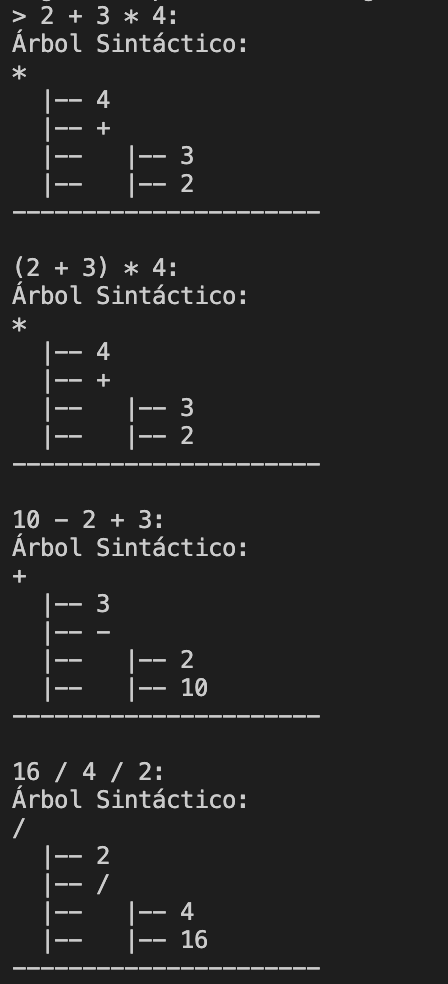 > 2 + 3 * 4:
Árbol Sintáctico:
*
  |-- 4
  |-- +
  |--   |-- 3
  |--   |-- 2
----------------------
(2 + 3) * 4:
Árbol Sintáctico:
*
  |-- 4
  |-- +
  |--   |-- 3
  |--   |-- 2
----------------------
10 - 2 + 3:
Árbol Sintáctico:
+
  |-- 3
  |-- -
  |--   |-- 2
  |--   |-- 10
----------------------
16 / 4 / 2:
Árbol Sintáctico:
/
  |-- 2
  |-- /
  |--   |-- 4
  |--   |-- 16
----------------------